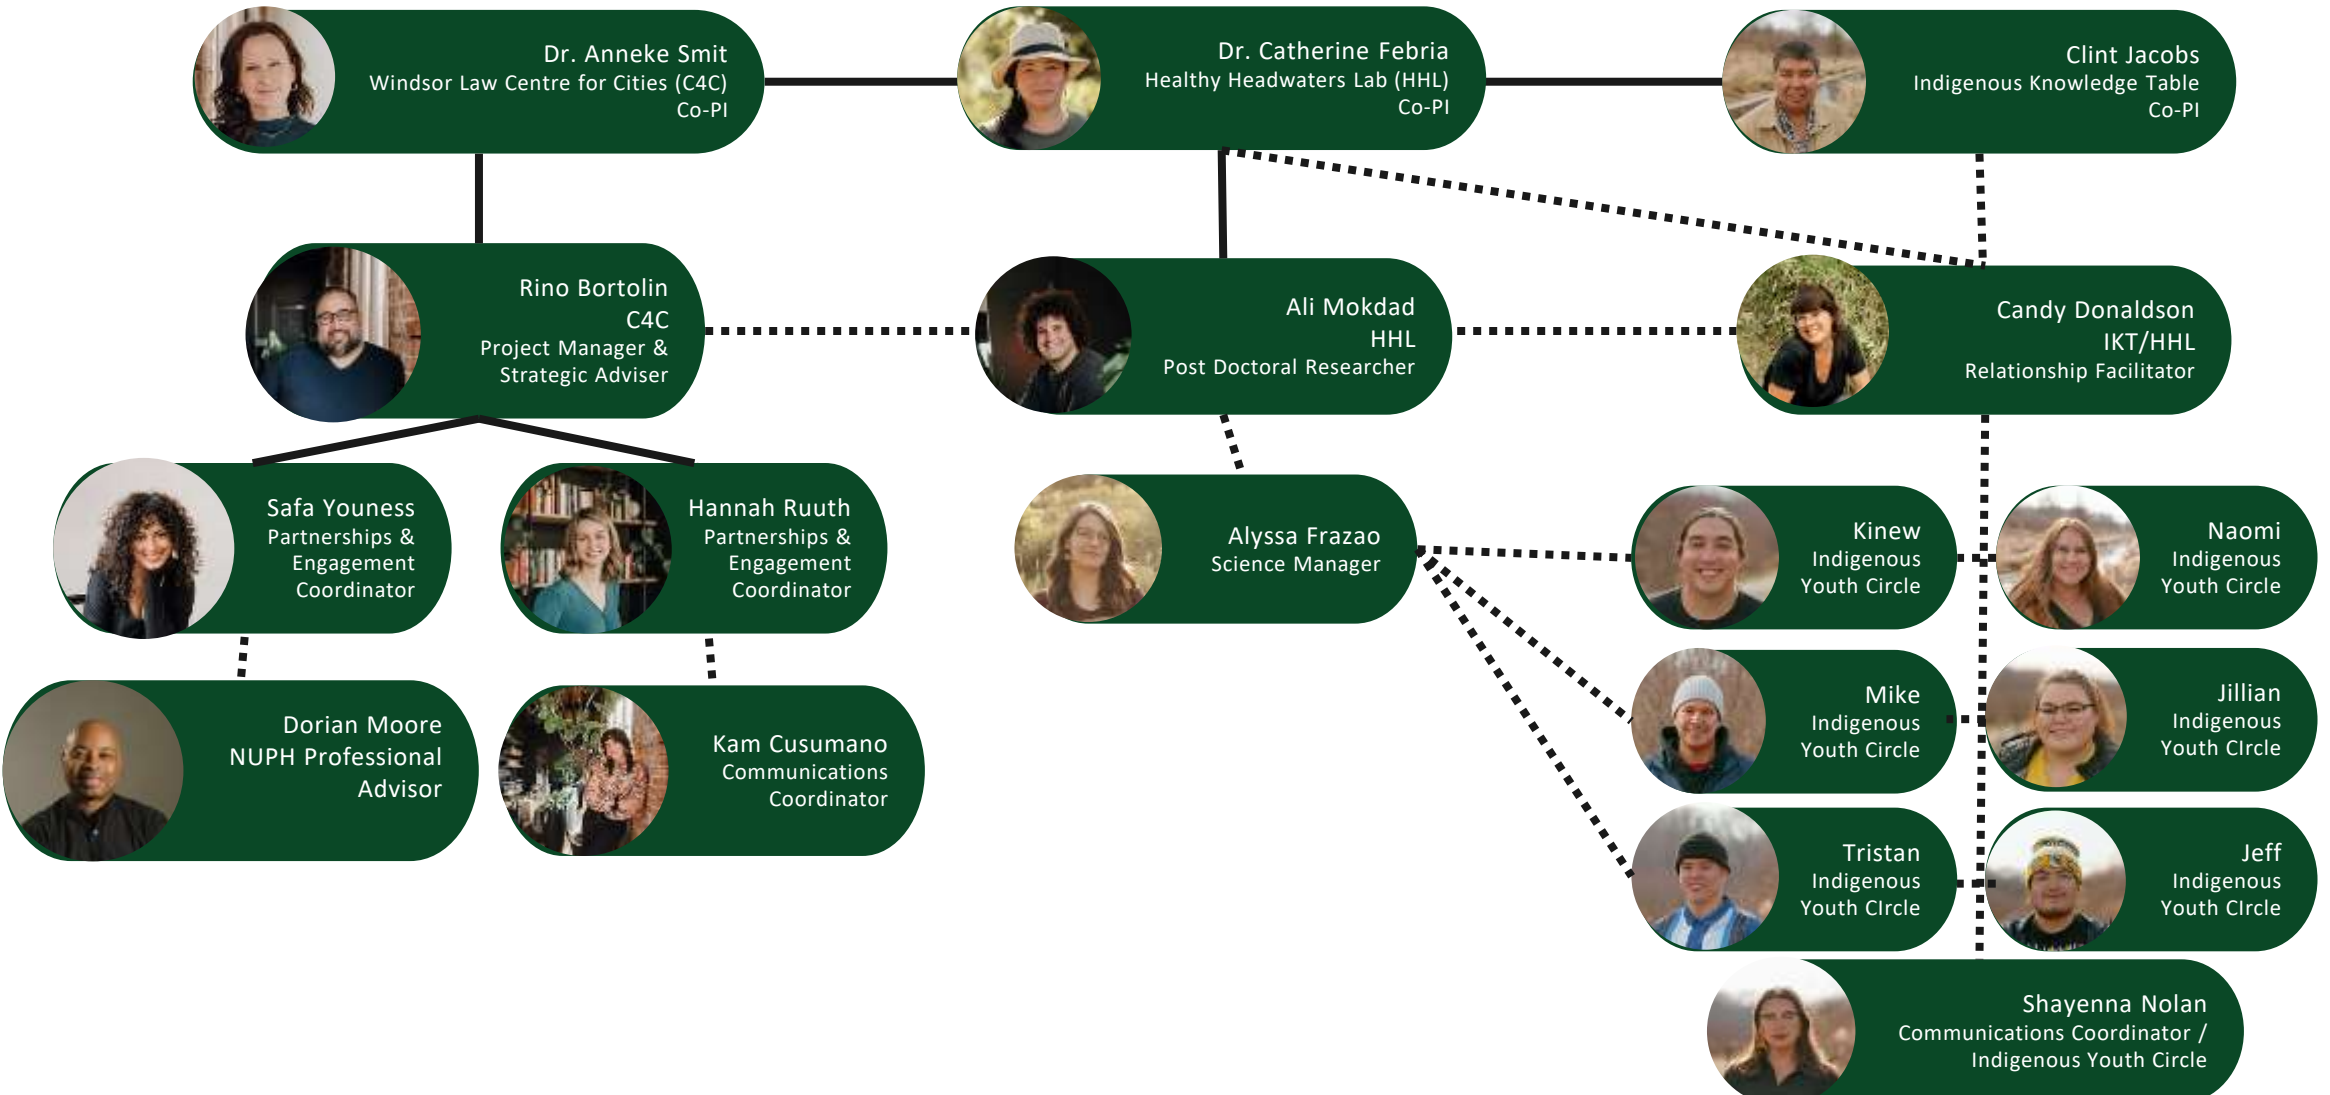 Dr. Anneke Smit
Windsor Law Centre for Cities (C4C)
Co-PI
Dr. Catherine Febria
Healthy Headwaters Lab (HHL)
Co-PI
Clint Jacobs
Indigenous Knowledge Table
Co-PI
Rino Bortolin
C4C
Project Manager &
Strategic Adviser
Ali Mokdad
HHL
Post Doctoral Researcher
Candy Donaldson
IKT/HHL
Relationship Facilitator
Safa Youness
Partnerships &
Engagement
Coordinator
Hannah Ruuth
Partnerships &
Engagement
Coordinator
Alyssa Frazao
Science Manager
Kinew
Indigenous
Youth Circle
Naomi
Indigenous
Youth Circle
Mike
Indigenous
Youth Circle
Jillian
Indigenous
Youth CIrcle
Dorian Moore
NUPH Professional
Advisor
Kam Cusumano
Communications
Coordinator
Tristan
Indigenous
Youth CIrcle
Jeff
Indigenous
Youth CIrcle
Shayenna Nolan
Communications Coordinator /
Indigenous Youth Circle